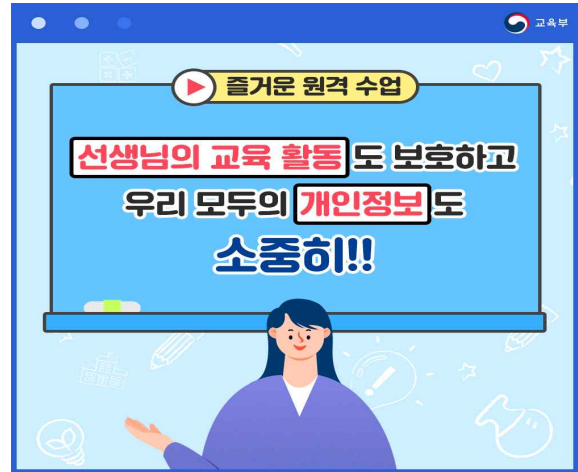 교육부
즐거운 원격 수업
선생님의 교육 활동도 보호하고
우리 모두의 개인정보도
소중히!!